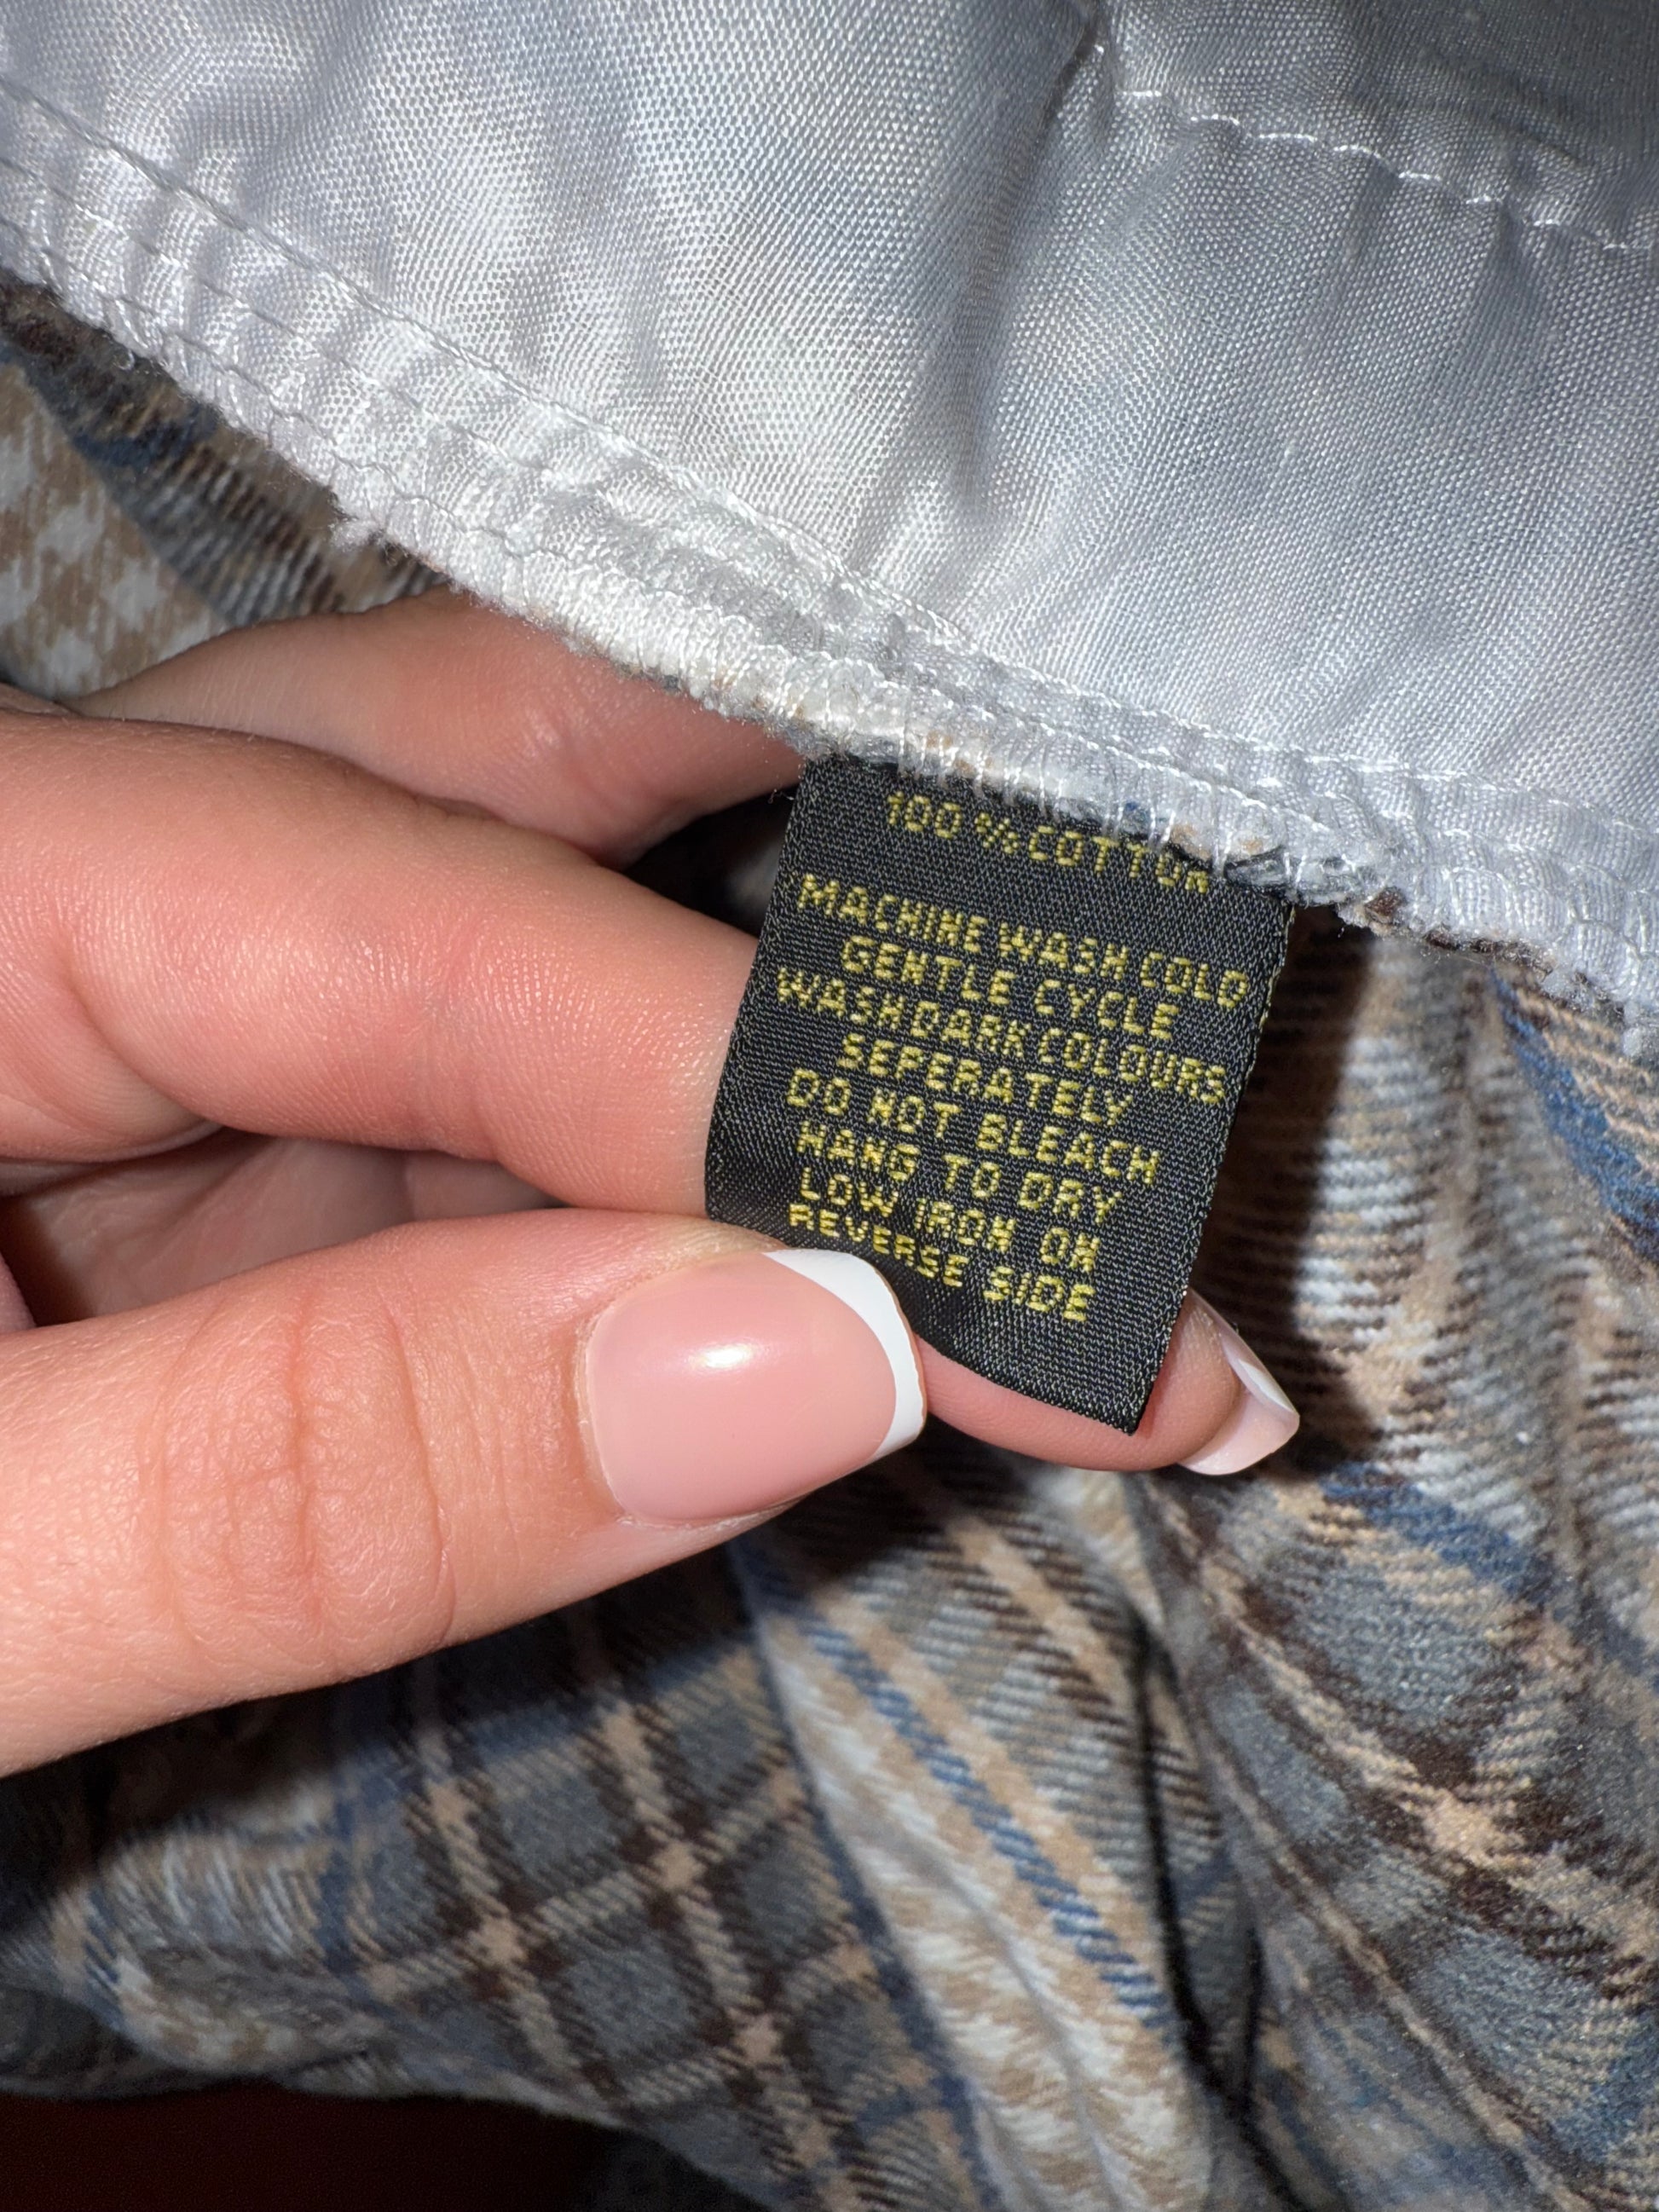 100 % COTTON
MACHINE WASH COLD
GENTLE CYCLE
WASH DARK COLOURS
SEPERATELY
DO NOT BLEACH
HANG TO DRY
LOW IRON ON
REVERSE SIDE